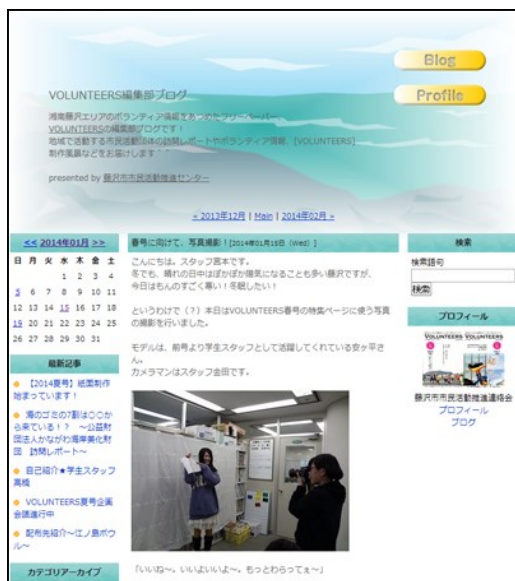 Blog
Profile
VOLUNTEERS編集部ブログ
湘南藤沢エリアのボランティア情報をあつめたフリーペーパー
VOLUNTEERSの編集部ブログです！
地域で活動する市民活動団体の訪問レポートやボランティア情報、[VOLUNTEERS]
制作風景などをお届けします＾＾
presented by 藤沢市市民活動推進センター
« 2013年12月 | Main | 2014年02月 »
<< 2014年01月 >>
日 月 火 水 木 金 土
1 2 3 4
5 6 7 8 9 10 11
12 13 14 15 16 17 18
19 20 21 22 23 24 25
26 27 28 29 30 31
最新記事
【2014夏号】紙面制作
始まっています！
海のゴミの7割は○○か
ら来ている！？ ～公益財
団法人かながわ海岸美化財
団 訪問レポート～
自己紹介★学生スタッフ
高橋
VOLUNTEERS夏号企画
会議進行中
配布先紹介～江ノ島ボウ
ル～
カテゴリアーカイブ
春号に向けて、写真撮影！[2014年01月15日（Wed）]
こんにちは。スタッフ宮本です。
冬でも、晴れの日中はぽかぽか陽気になることも多い藤沢ですが、
今日はもんのすごく寒い！冬眠したい！
というわけで（？）本日はVOLUNTEERS春号の特集ページに使う写真
の撮影を行いました。
モデルは、前号より学生スタッフとして活躍してくれている安ヶ平さ
ん。
カメラマンはスタッフ金田です。
「いいね～。いいよいいよ～。もっとわらってぇ～」
検索
検索語句
検索
プロフィール
VOLUNTEERS VOLUNTEERS
藤沢市市民活動推進連絡会
プロフィール
ブログ